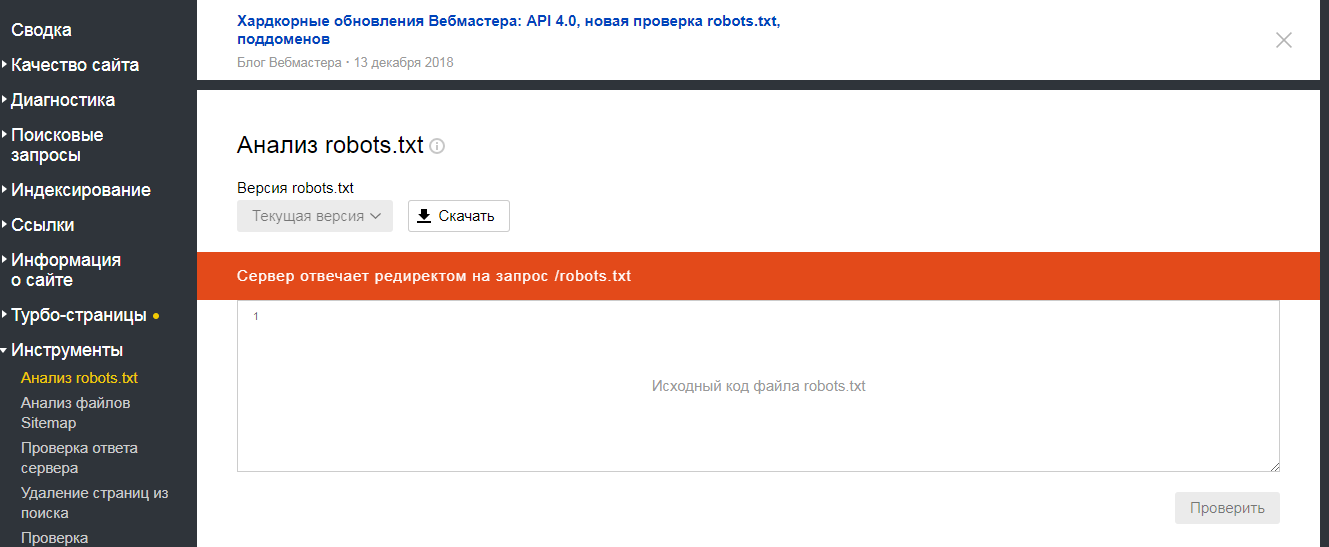 Сводка
Качество сайта
Диагностика
Поисковые
запросы
Индексирование
Ссылки
Информация
о сайте
Турбо-страницы
Инструменты
Анализ robots.txt
Анализ файлов
Sitemap
Проверка ответа
сервера
Удаление страниц из
поиска
Проверка
Хардкорные обновления Вебмастера: API 4.0, новая проверка robots.txt,
поддоменов
Блог Вебмастера · 13 декабря 2018
Анализ robots.txt
Версия robots.txt
Текущая версия
Скачать
Сервер отвечает редиректом на запрос /robots.txt
1
Исходный код файла robots.txt
Проверить